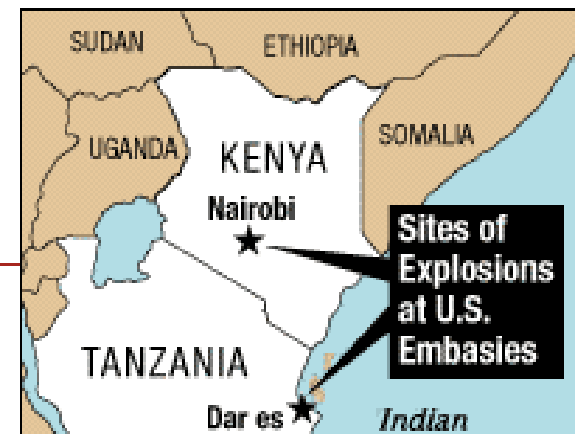 SUDAN
ETHIOPIA
UGANDA
KENYA
SOMALIA
Nairobi
Sites of
Explosions
at U.S.
Embasies
TANZANIA
Dar es
Indian